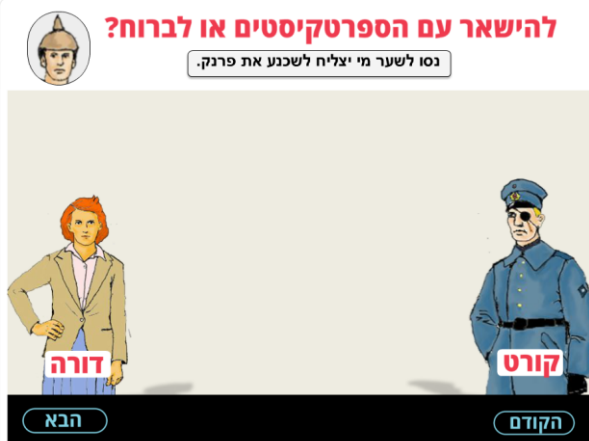 להישאר עם הספרטקיסטים או לברוח?
נסו לשער מי יצליח לשכנע את פרנק.
קורט
דורה
הקודם
הבא